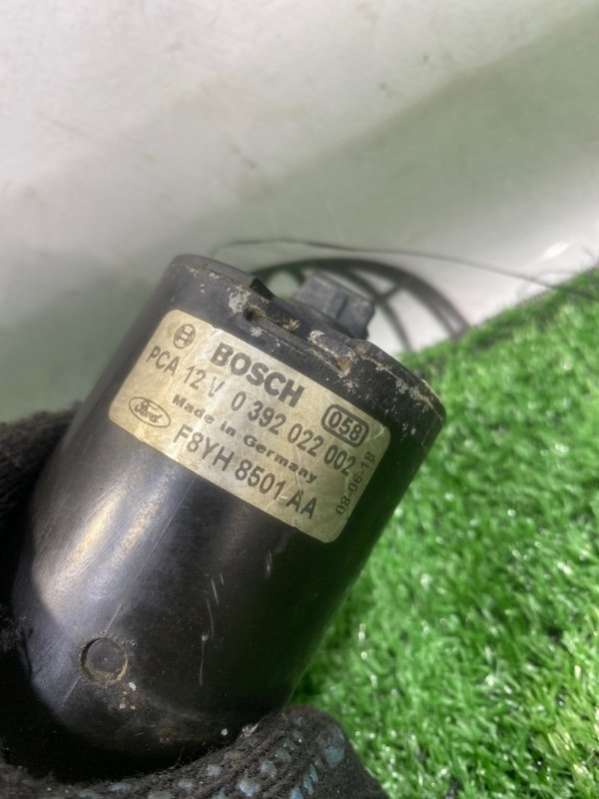 BOSCH
PCA 12 V 0 392 022 002
058
Made in Germany
Ford
F8YH 8501 AA
08-06-18